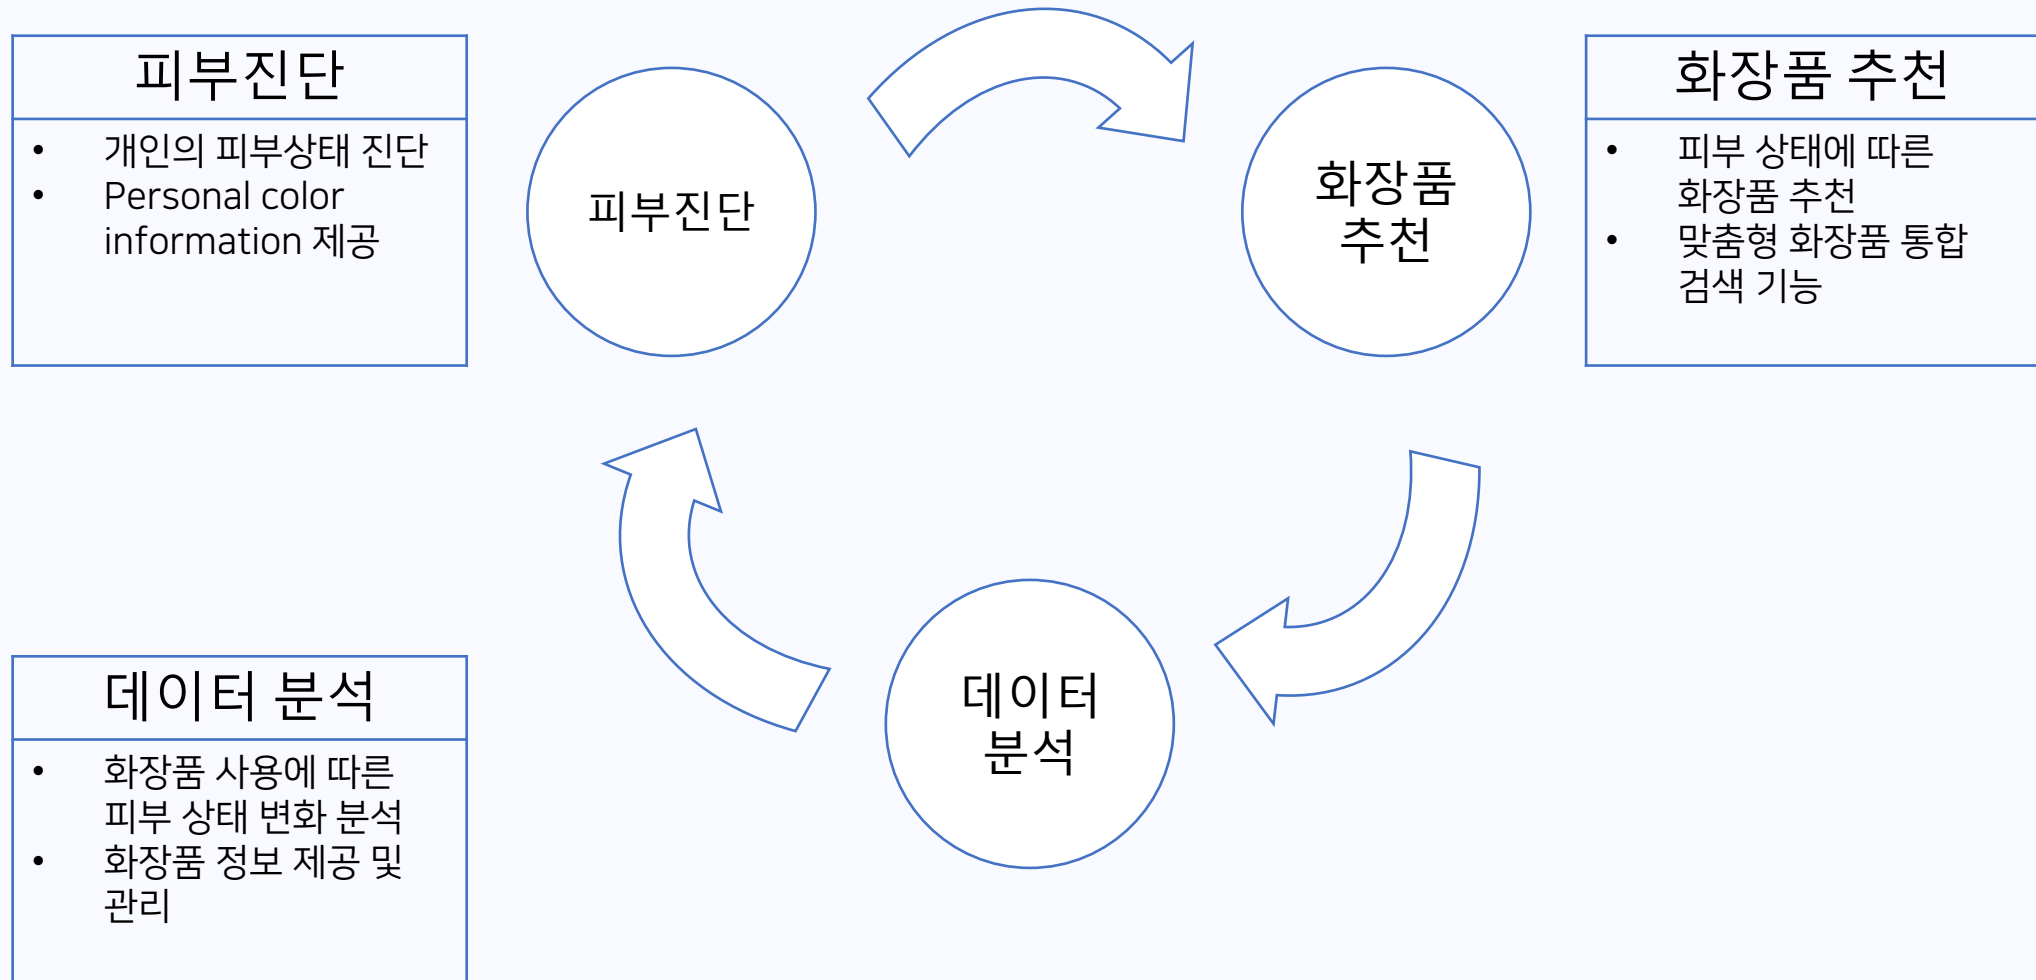 피부진단
• 개인의 피부상태 진단
• Personal color
information 제공
피부진단
화장품
추천
화장품 추천
• 피부 상태에 따른
화장품 추천
• 맞춤형 화장품 통합
검색 기능
데이터 분석
• 화장품 사용에 따른
피부 상태 변화 분석
• 화장품 정보 제공 및
관리
데이터
분석